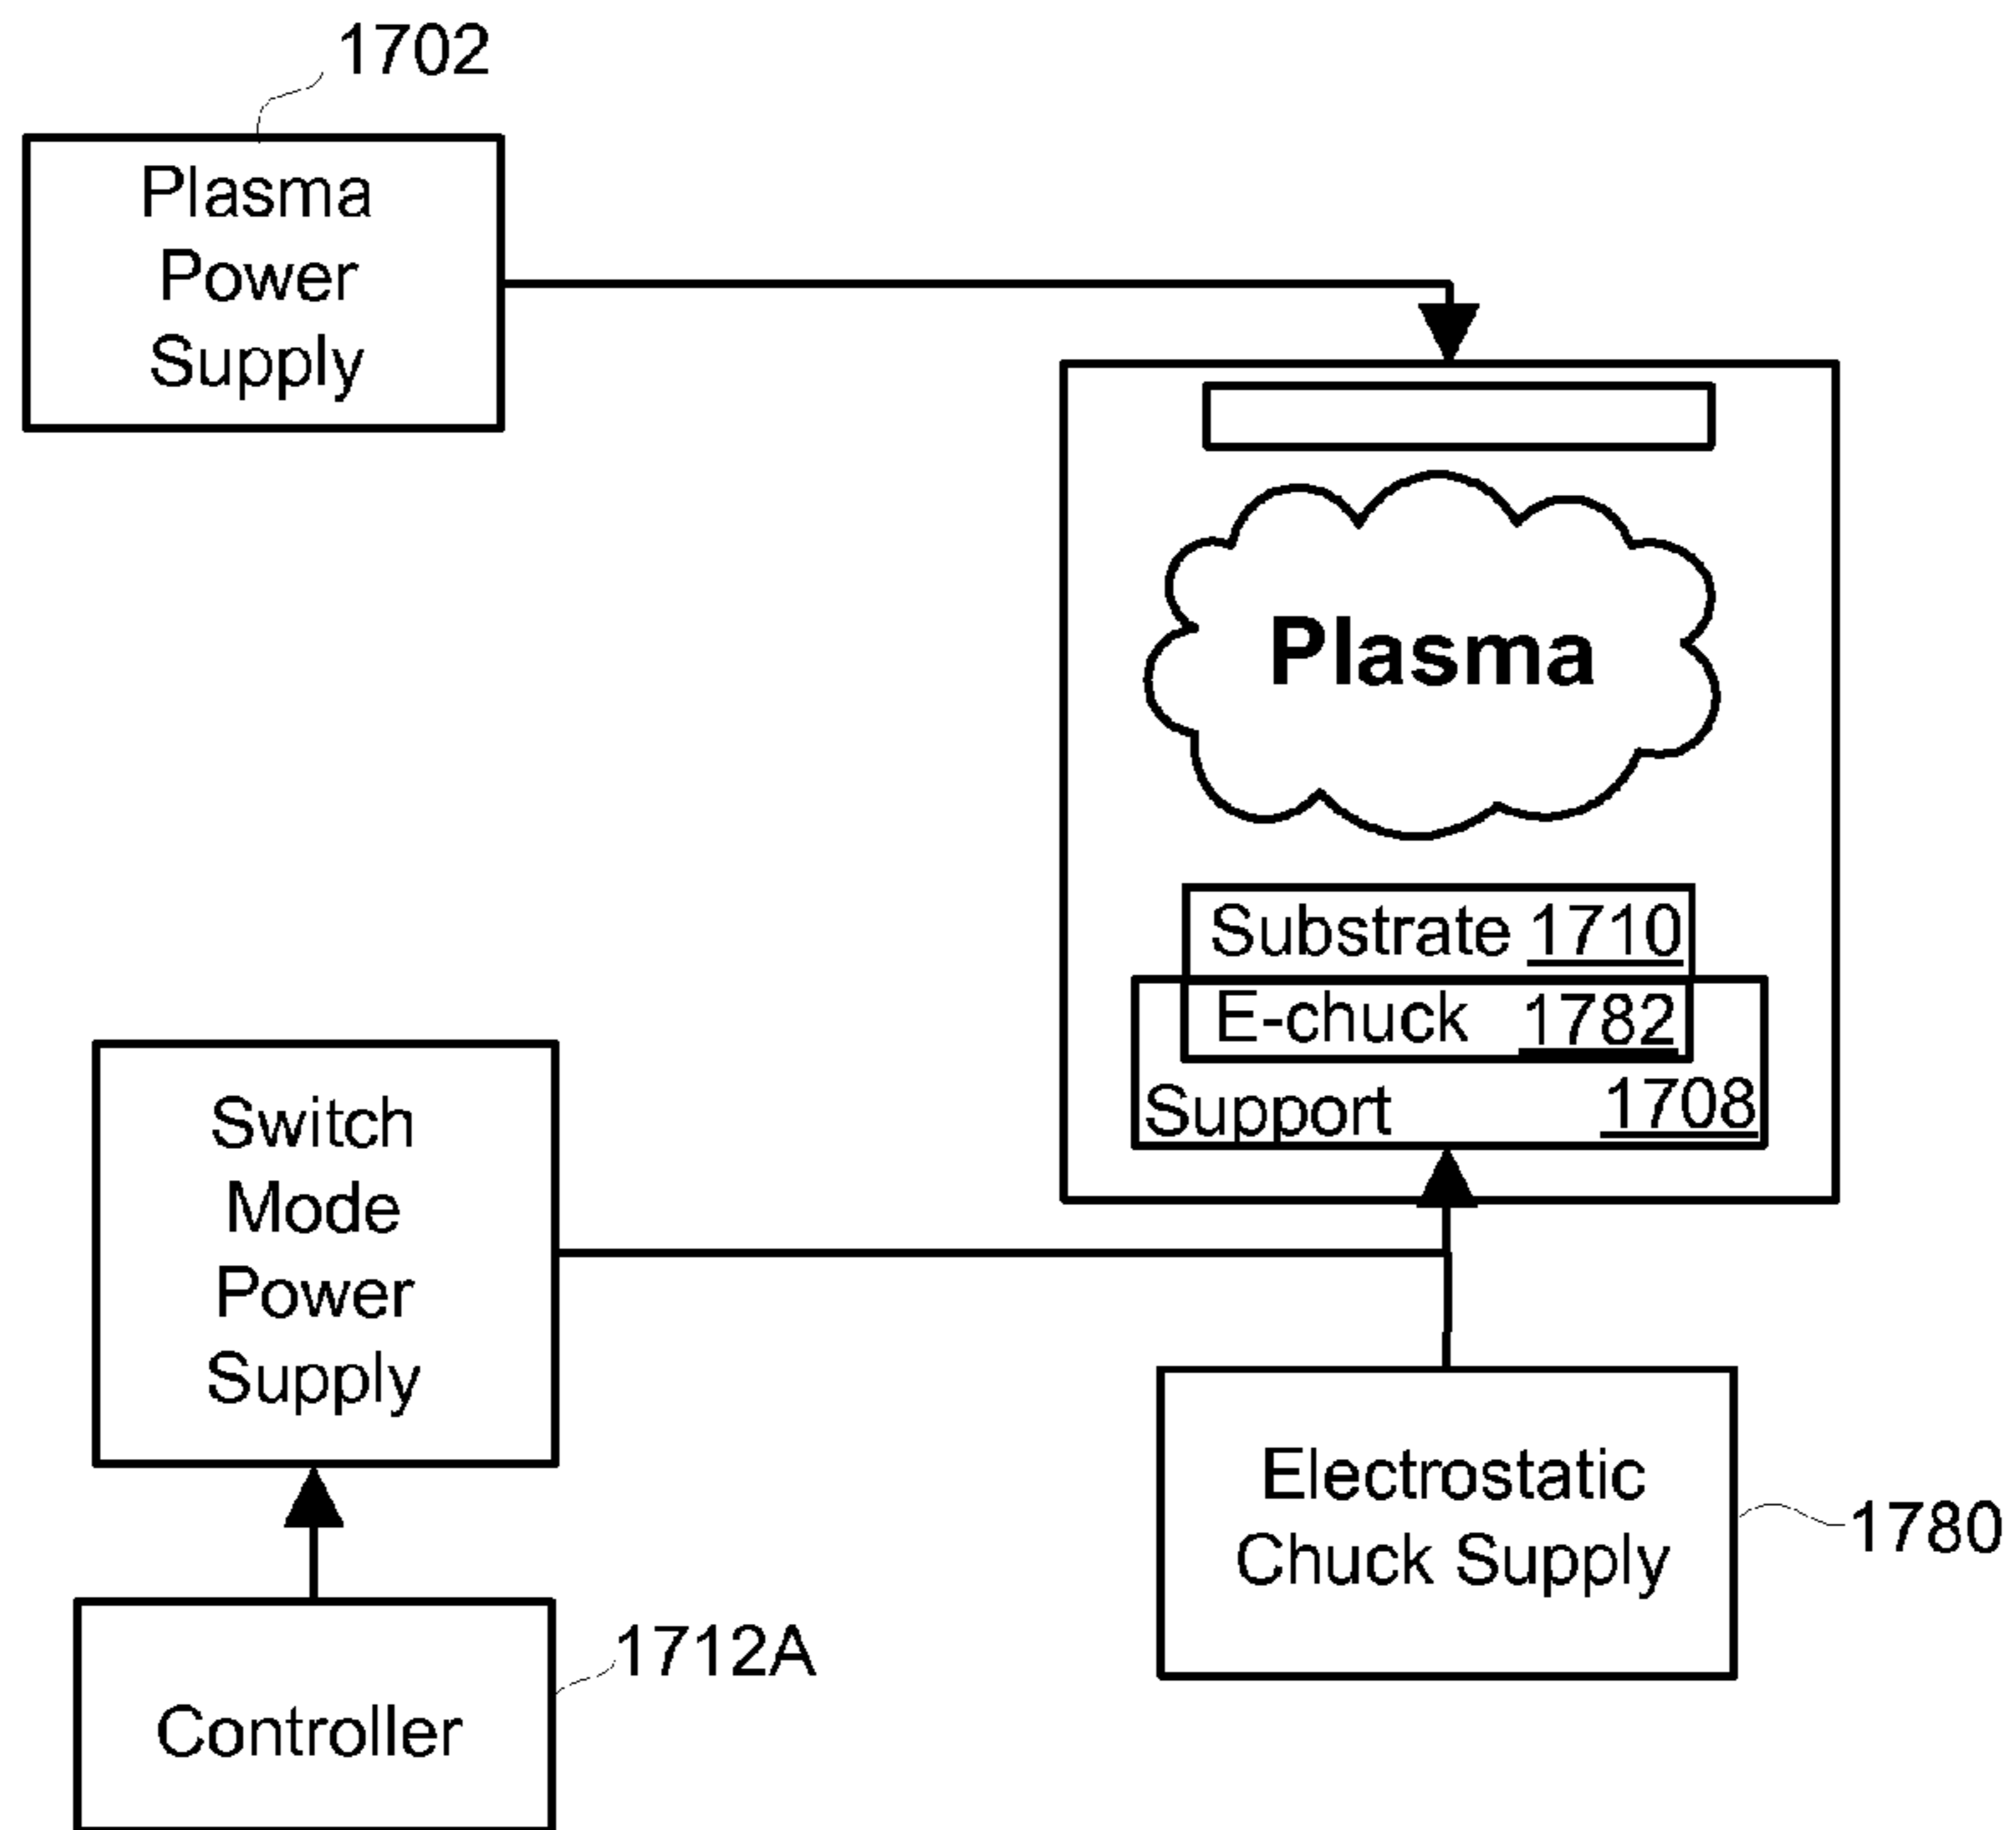 1702
Plasma
Power
Supply
Plasma
Substrate 1710
E-chuck 1782
Support 1708
Switch
Mode
Power
Supply
Electrostatic
Chuck Supply
1780
1712A
Controller